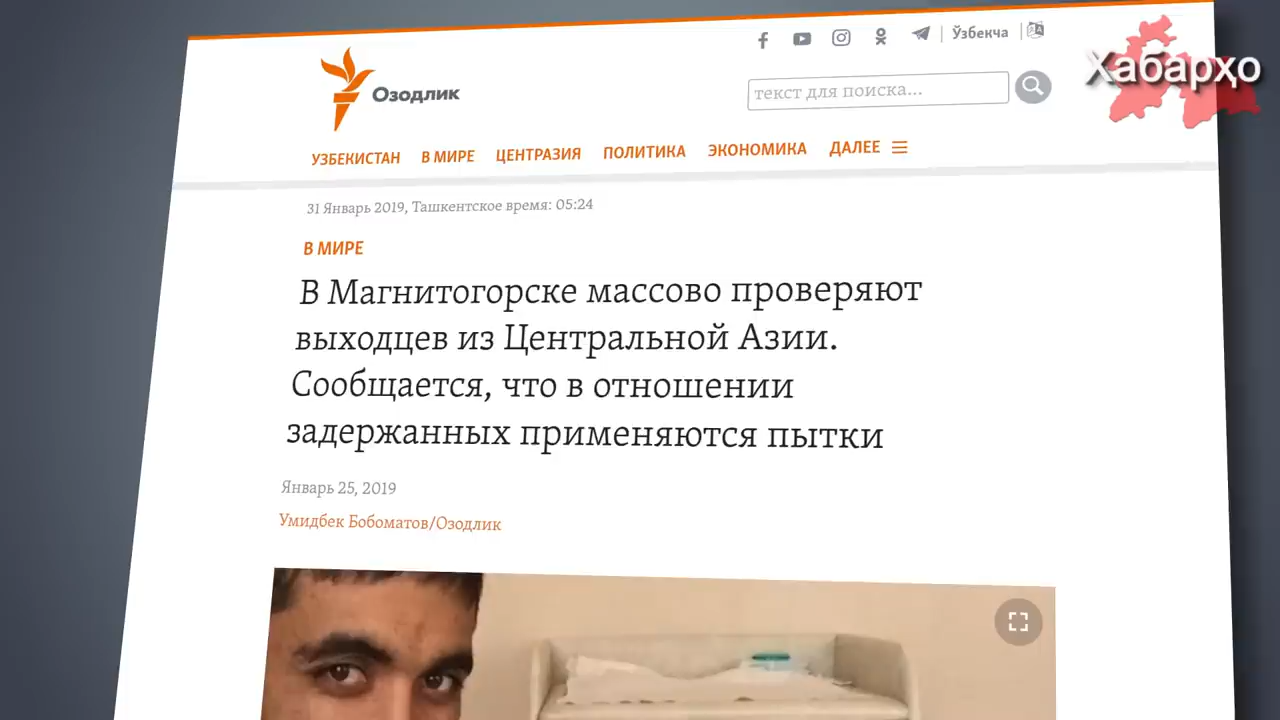 Ўзбекча
Хабарҳо
Озодлик
текст для поиска...
УЗБЕКИСТАН В МИРЕ ЦЕНТРАЗИЯ ПОЛИТИКА ЭКОНОМИКА ДАЛЕЕ
31 Январь 2019, Ташкентское время: 05:24
В МИРЕ
В Магнитогорске массово проверяют
выходцев из Центральной Азии.
Сообщается, что в отношении
задержанных применяются пытки
Январь 25, 2019
Умидбек Бобоматов/Озодлик